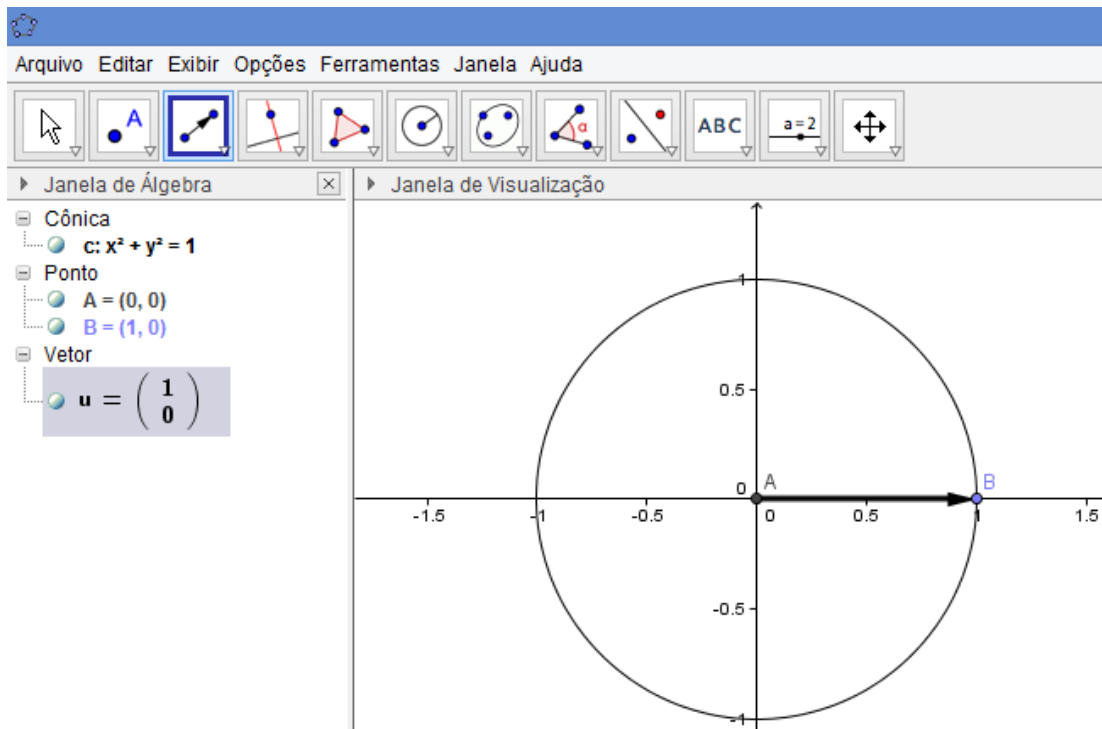 Arquivo Editar Exibir Opções Ferramentas Janela Ajuda
A α ABC a=2
Janela de Álgebra
Cônica
c: x² + y² = 1
Ponto
A = (0, 0)
B = (1, 0)
Vetor
u = ( 1
0 )
Janela de Visualização
1
0.5
0 A B
-1.5 -1 -0.5 0 0.5 1 1.5
-0.5
-1